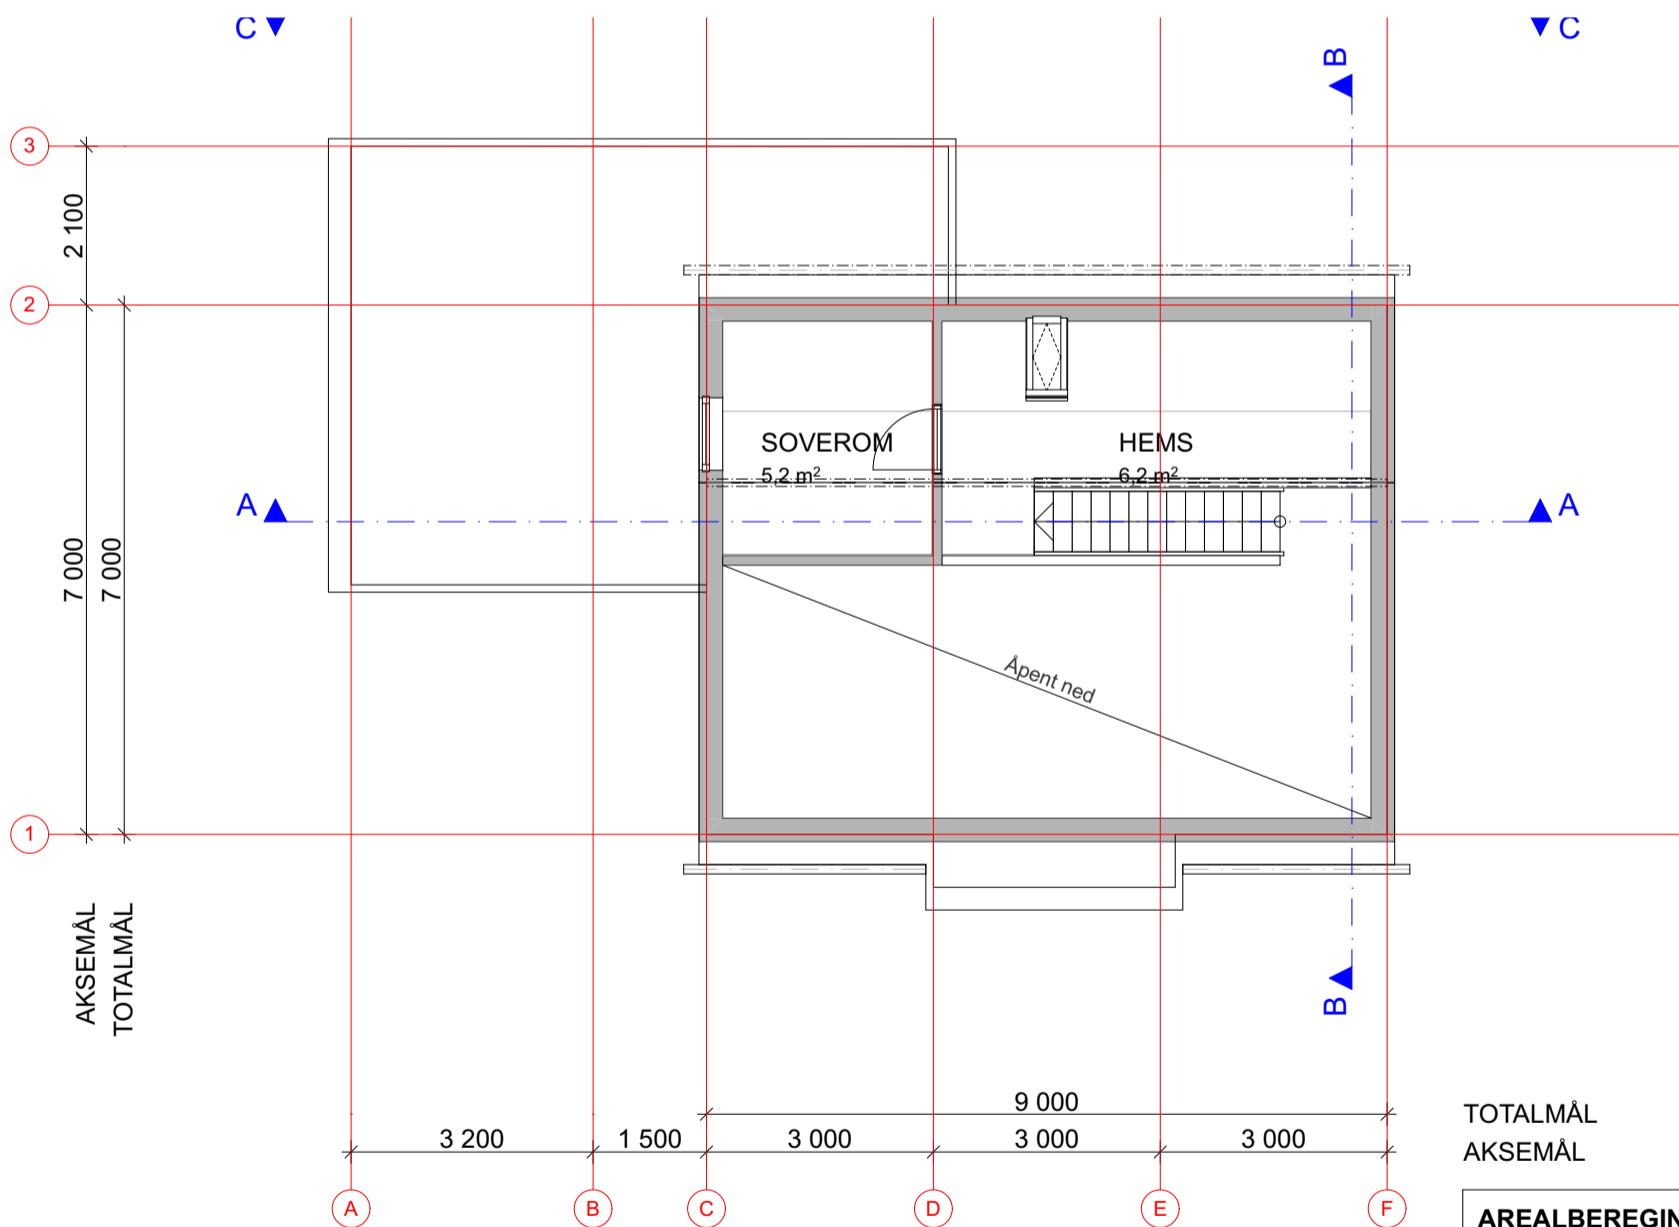 C C
B
3
2 100
2
SOVEROM HEMS
5,2 m² 6,2 m²
A A
7 000
7 000
Åpent ned
1
AKSEMÅL
TOTALMÅL
B
9 000
TOTALMÅL
3 200 1 500 3 000 3 000 3 000
AKSEMÅL
A B C D E F
AREALBEREGIN